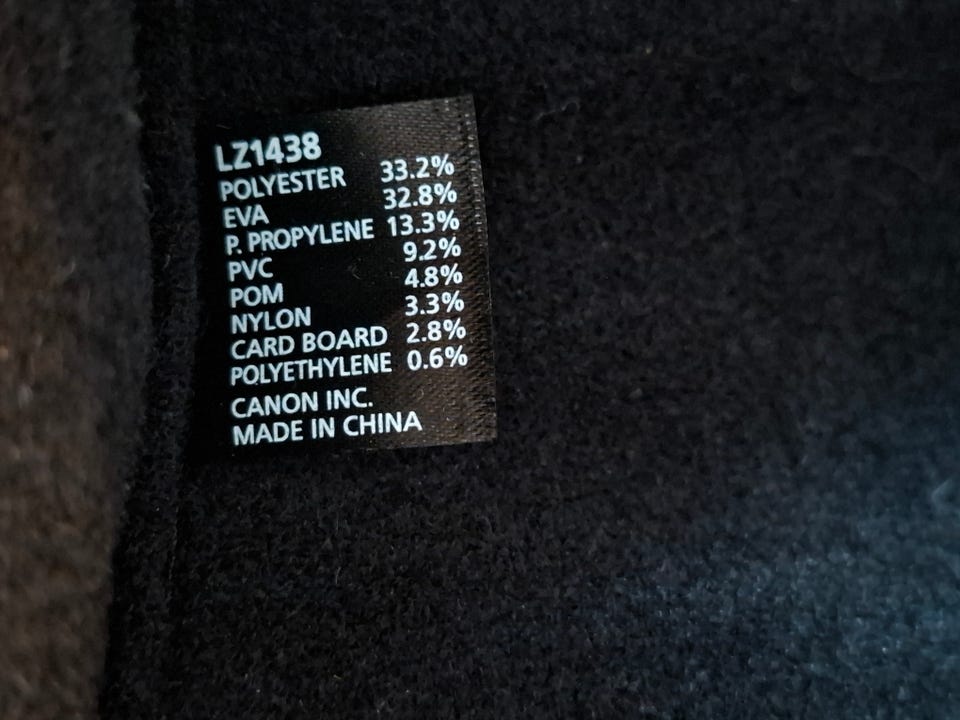 LZ1438
POLYESTER 33.2%
EVA 32.8%
P. PROPYLENE 13.3%
PVC 9.2%
POM 4.8%
NYLON 3.3%
CARD BOARD 2.8%
POLYETHYLENE 0.6%
CANON INC.
MADE IN CHINA